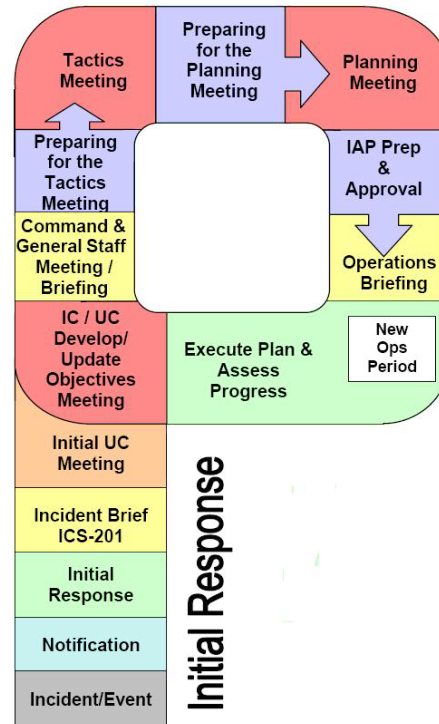 Tactics
Meeting
Preparing
for the
Planning
Meeting
Planning
Meeting
Preparing
for the
Tactics
Meeting
IAP Prep
&
Approval
Command &
General Staff
Meeting /
Briefing
Operations
Briefing
IC / UC
Develop/
Update
Objectives
Meeting
Execute Plan &
Assess
Progress
New
Ops
Period
Initial UC
Meeting
Incident Brief
ICS-201
Initial
Response
Notification
Incident/Event
Initial Response